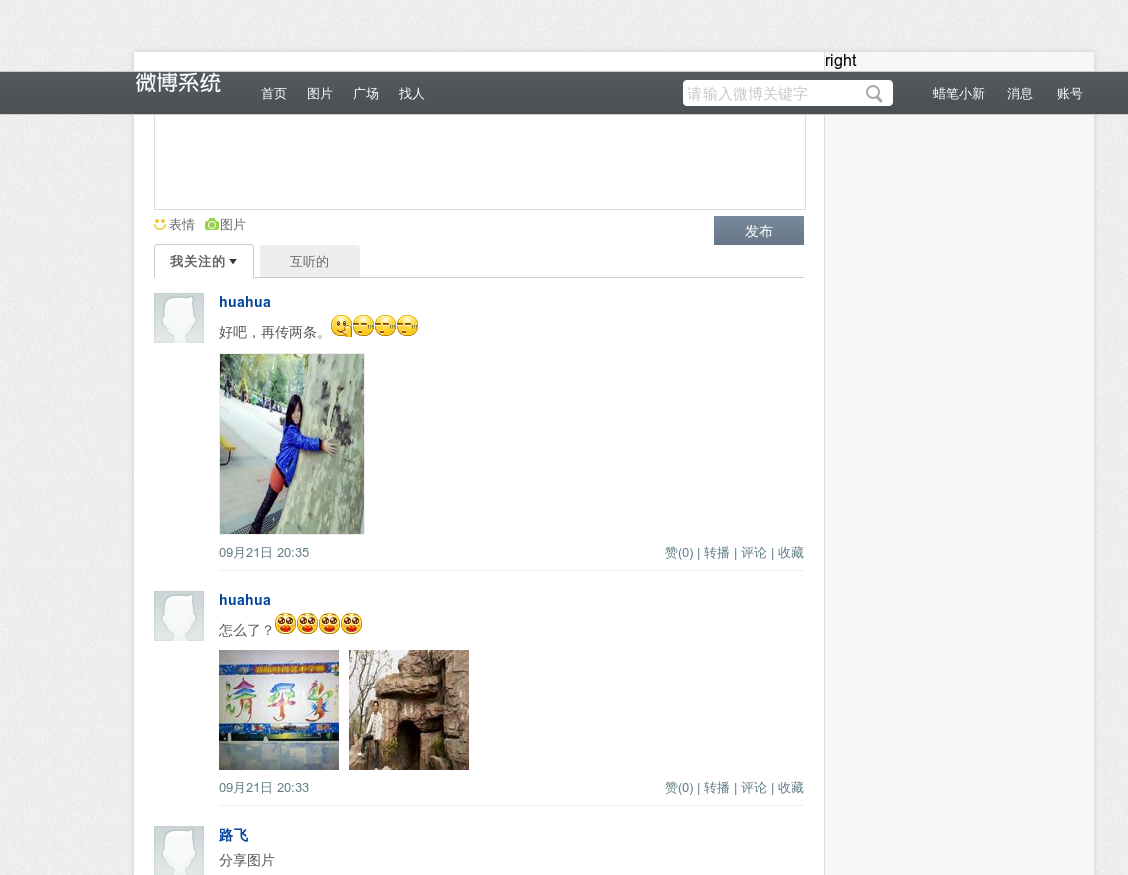 right
微博系统
首页 图片 广场 找人
请输入微博关键字
蜡笔小新 消息 账号
表情 图片
发布
我关注的 互听的
huahua
好吧，再传两条。
09月21日 20:35
赞(0) | 转播 | 评论 | 收藏
huahua
怎么了？
09月21日 20:33
赞(0) | 转播 | 评论 | 收藏
路飞
分享图片